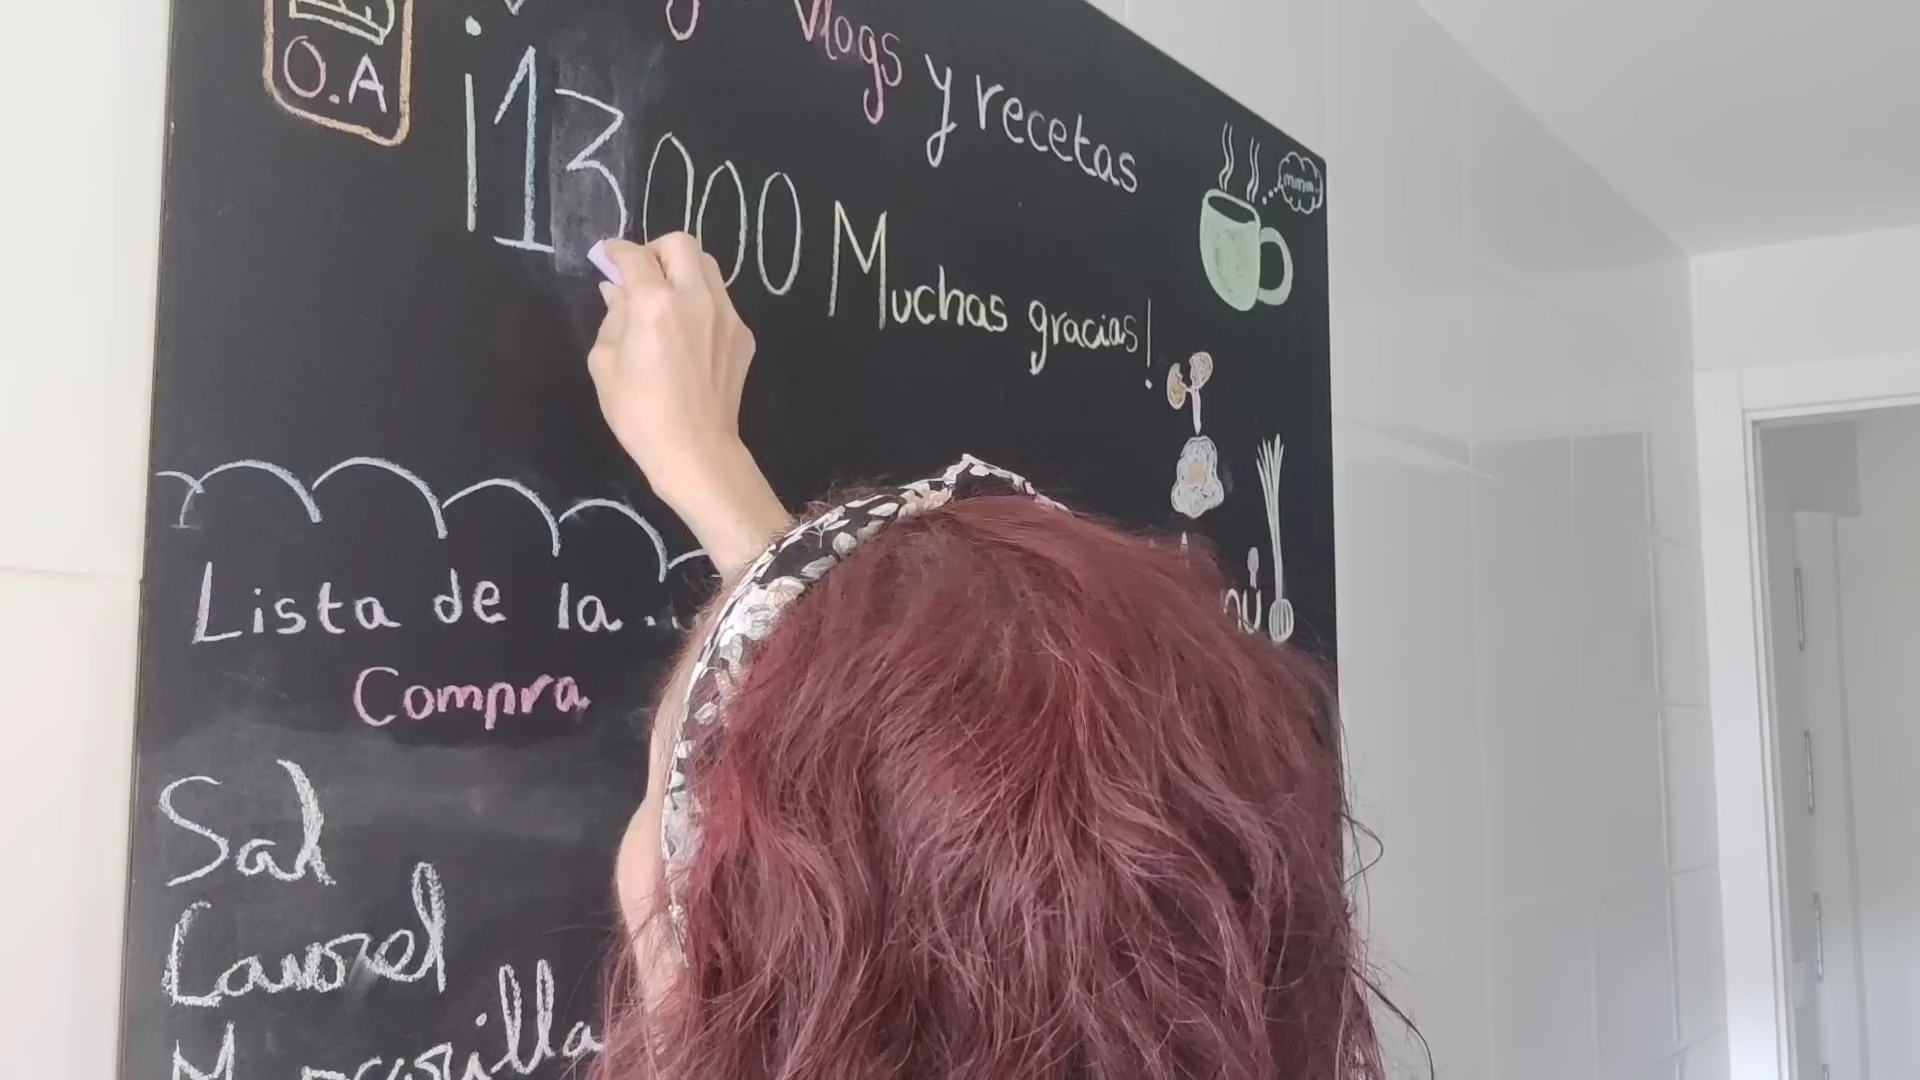 O.A
Vlogs y recetas
¡13000 Muchas gracias!
mmm
Lista de la...
Compra
Sal
Laurel